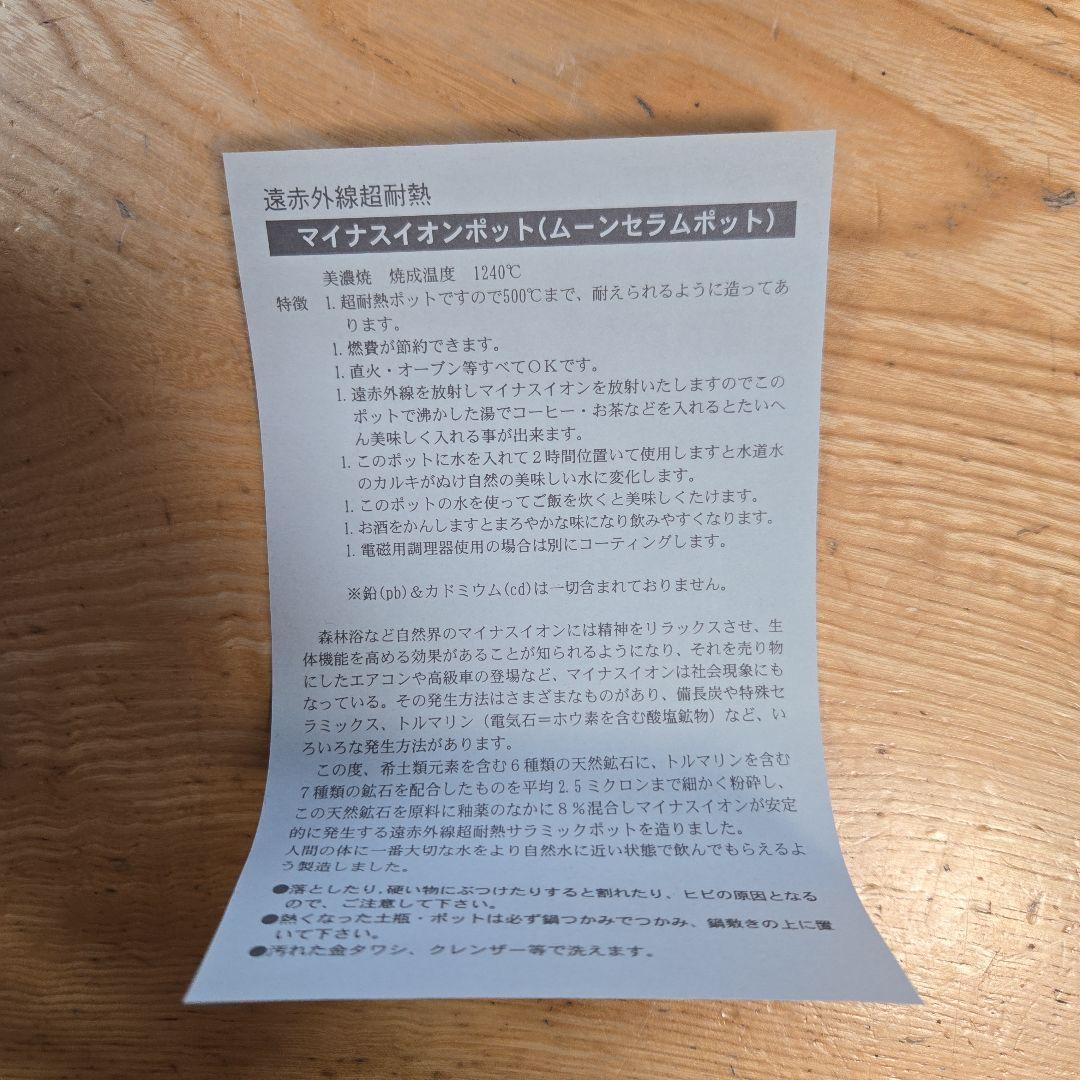 遠赤外線超耐熱
マイナスイオンポット(ムーンセラムポット)
美濃焼 焼成温度 1240℃
特徴 1. 超耐熱ポットですので500℃まで、耐えられるように造ってあ
ります。
1. 燃費が節約できます。
1. 直火・オーブン等すべてOKです。
1. 遠赤外線を放射しマイナスイオンを放射いたしますのでこの
ポットで沸かした湯でコーヒー・お茶などを入れるとたいへ
ん美味しく入れる事が出来ます。
1. このポットに水を入れて2時間位置いて使用しますと水道水
のカルキがぬけ自然の美味しい水に変化します。
1. このポットの水を使ってご飯を炊くと美味しくたけます。
1. お酒をかんしますとまろやかな味になり飲みやすくなります。
1. 電磁用調理器使用の場合は別にコーティングします。
※鉛(pb)&カドミウム(cd)は一切含まれておりません。
森林浴など自然界のマイナスイオンには精神をリラックスさせ、生
体機能を高める効果があることが知られるようになり、それを売り物
にしたエアコンや高級車の登場など、マイナスイオンは社会現象にも
なっている。その発生方法はさまざまなものがあり、備長炭や特殊セ
ラミックス、トルマリン(電気石=ホウ素を含む酸塩鉱物)など、い
ろいろな発生方法があります。
この度、希土類元素を含む6種類の天然鉱石に、トルマリンを含む
7種類の鉱石を配合したものを平均2.5ミクロンまで細かく粉砕し、
この天然鉱石を原料に釉薬のなかに8%混合しマイナスイオンが安定
的に発生する遠赤外線超耐熱サラミックポットを造りました。
人間の体に一番大切な水をより自然水に近い状態で飲んでもらえるよ
う製造しました。
●落としたり,硬い物にぶつけたりすると割れたり、ヒビの原因となる
ので、ご注意して下さい。
●熱くなった土瓶・ポットは必ず鍋つかみでつかみ、鍋敷きの上に置
いて下さい。
●汚れた金タワシ、クレンザー等で洗えます。